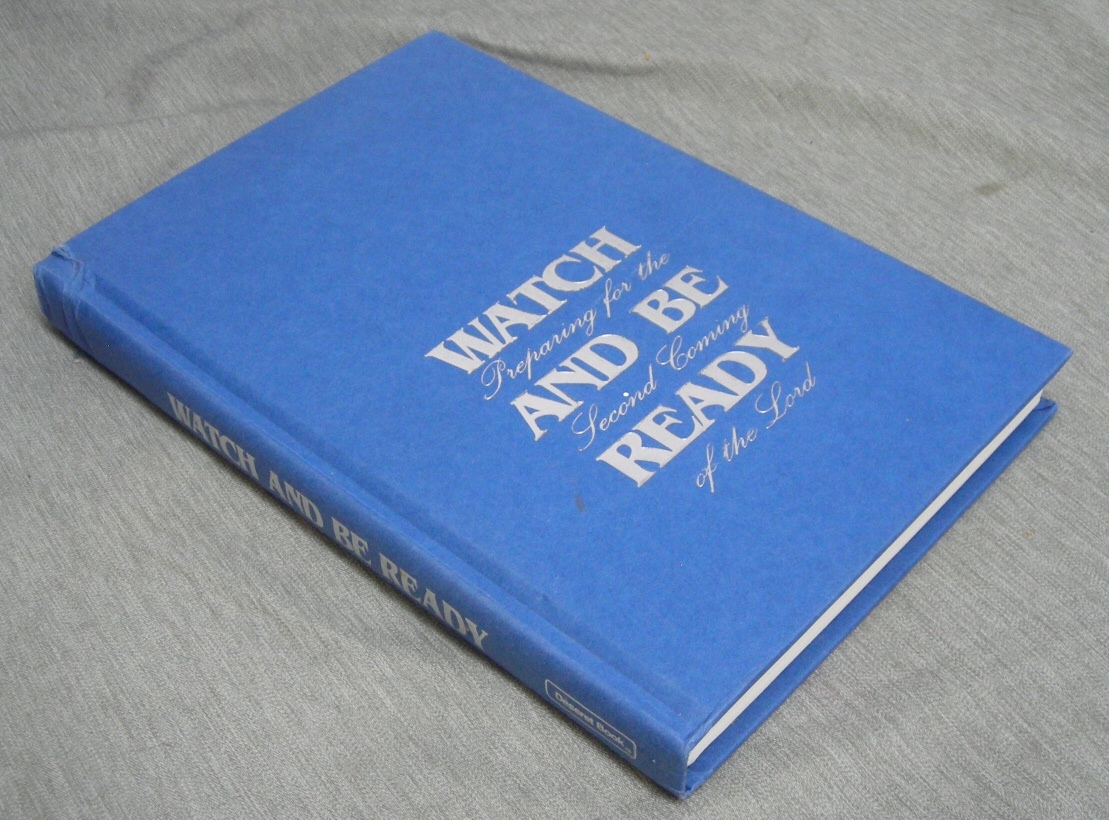 WATCH
Preparing for the
AND BE
Second Coming
READY
of the Lord
WATCH AND BE READY
Deseret Book